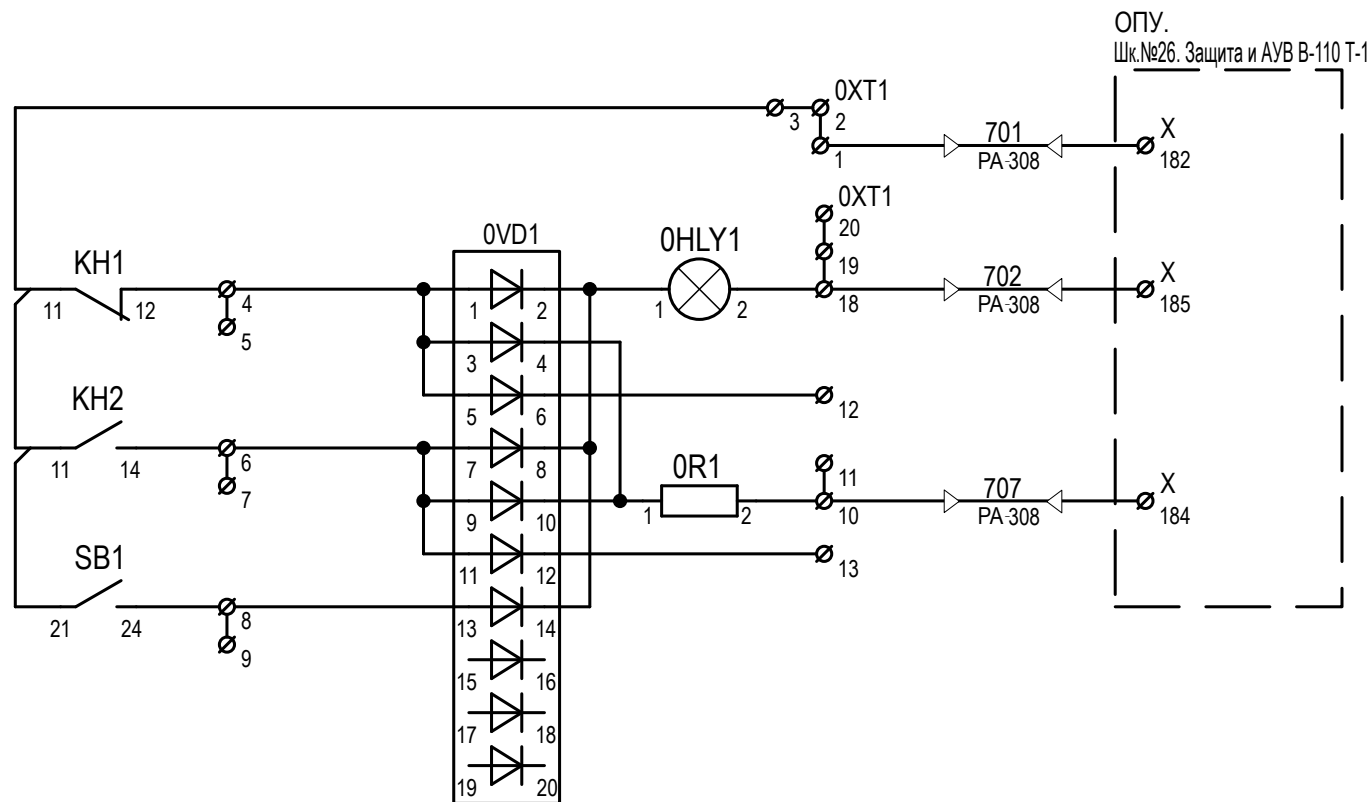 ОПУ.
Шк.№26. Защита и АУВ В-110 Т-1
0XT1
3 2
1
701
PA-308
X
182
0XT1
20
19
18
702
PA-308
X
185
KH1
11 12
4
5
0VD1
0HLY1
1 2
1 2
3 4
5 6
12
KH2
11 14
6
7
7 8
9 10
11 12
0R1
1 2
11
10
707
PA-308
X
184
13
SB1
21 24
8
9
13 14
15 16
17 18
19 20